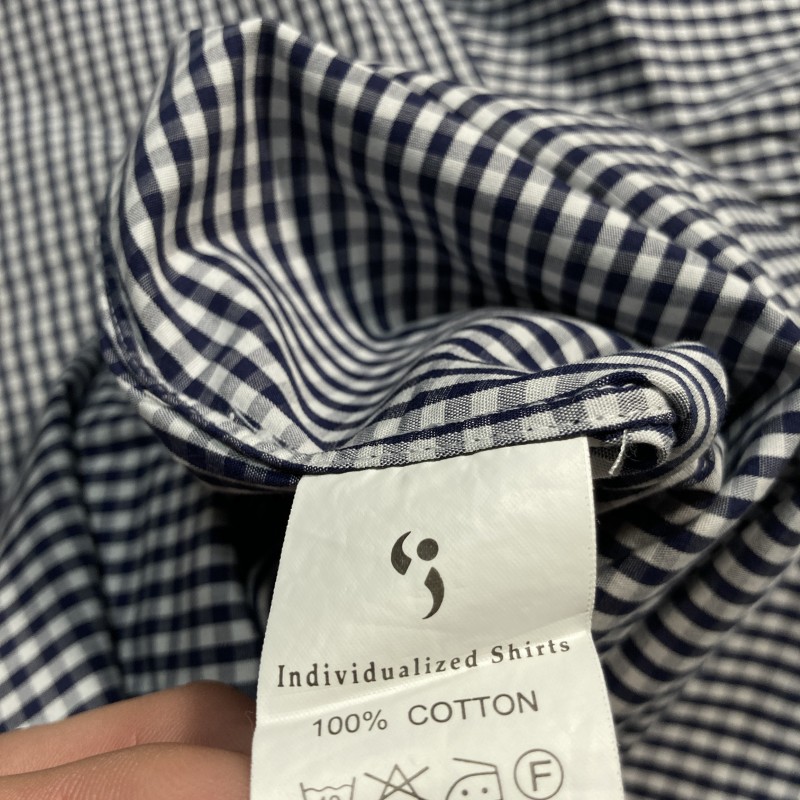 Individualized Shirts
100% COTTON
F